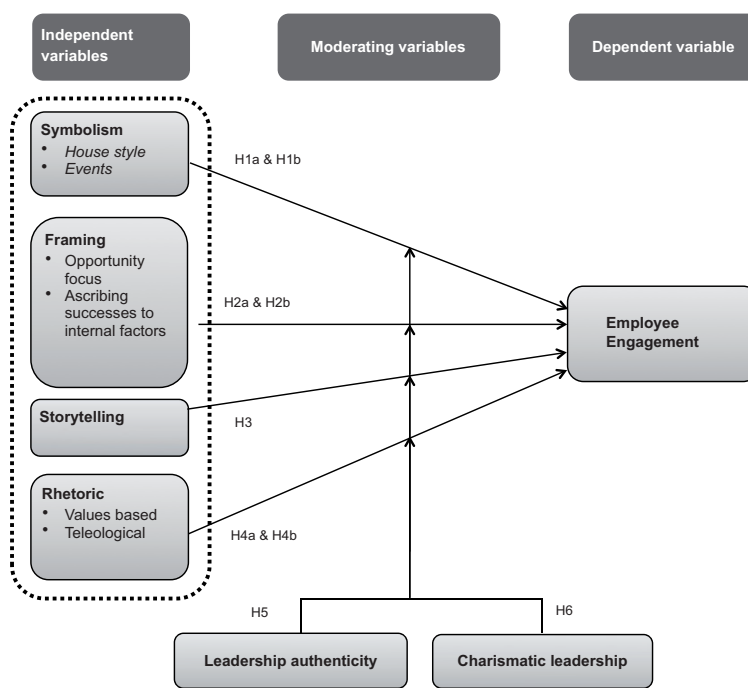 Independent
variables
Moderating variables
Dependent variable
Symbolism
• House style
• Events
H1a & H1b
Framing
• Opportunity
focus
• Ascribing
successes to
internal factors
H2a & H2b
Employee
Engagement
Storytelling
H3
Rhetoric
• Values based
• Teleological
H4a & H4b
H5
H6
Leadership authenticity
Charismatic leadership